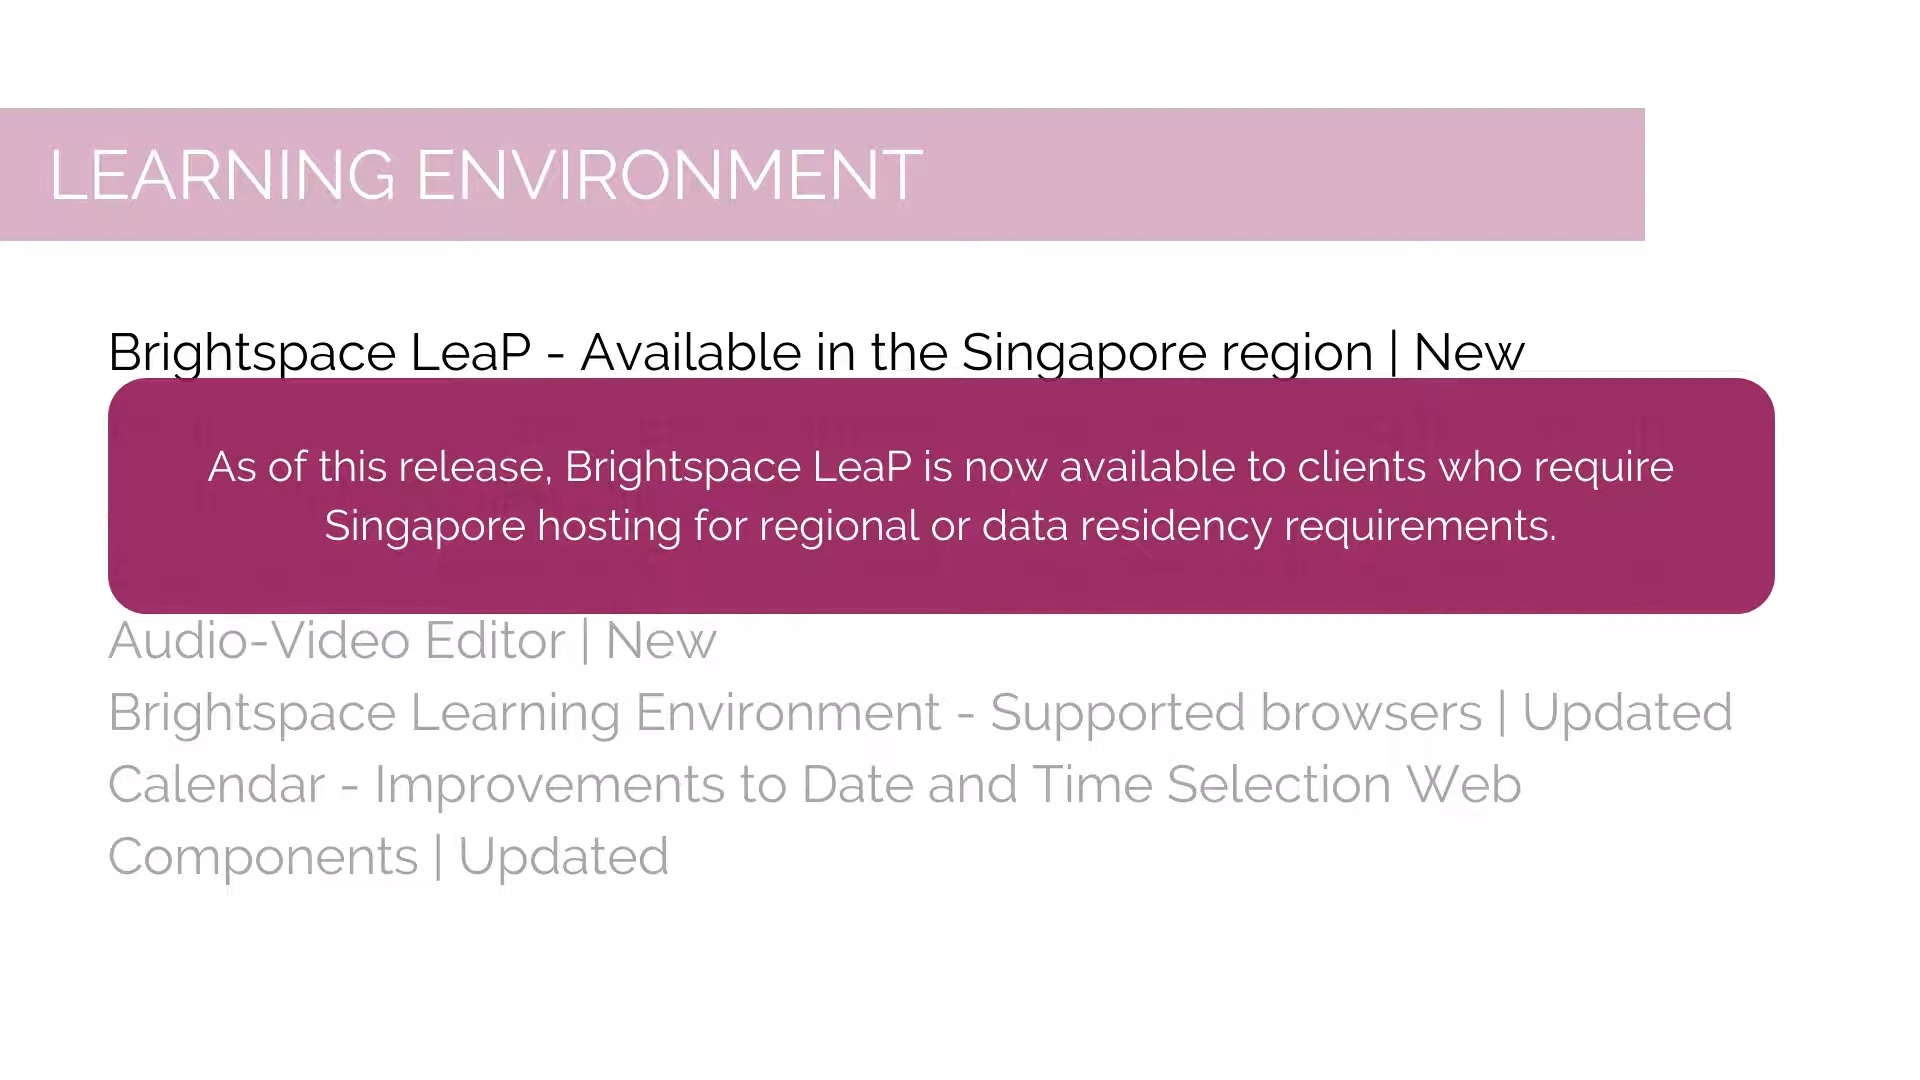 LEARNING ENVIRONMENT
Brightspace LeaP - Available in the Singapore region | New
As of this release, Brightspace LeaP is now available to clients who require
Singapore hosting for regional or data residency requirements.
Audio-Video Editor | New
Brightspace Learning Environment - Supported browsers | Updated
Calendar - Improvements to Date and Time Selection Web
Components | Updated